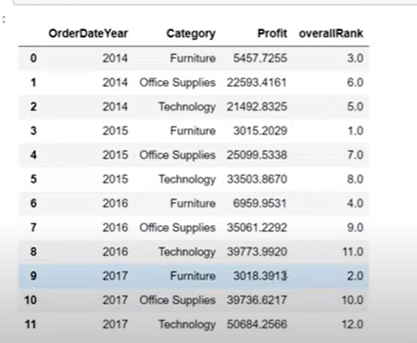 :
OrderDateYear Category Profit overallRank
0 2014 Furniture 5457.7255 3.0
1 2014 Office Supplies 22593.4161 6.0
2 2014 Technology 21492.8325 5.0
3 2015 Furniture 3015.2029 1.0
4 2015 Office Supplies 25099.5338 7.0
5 2015 Technology 33503.8670 8.0
6 2016 Furniture 6959.9531 4.0
7 2016 Office Supplies 35061.2292 9.0
8 2016 Technology 39773.9920 11.0
9 2017 Furniture 3018.3913 2.0
10 2017 Office Supplies 39736.6217 10.0
11 2017 Technology 50684.2566 12.0